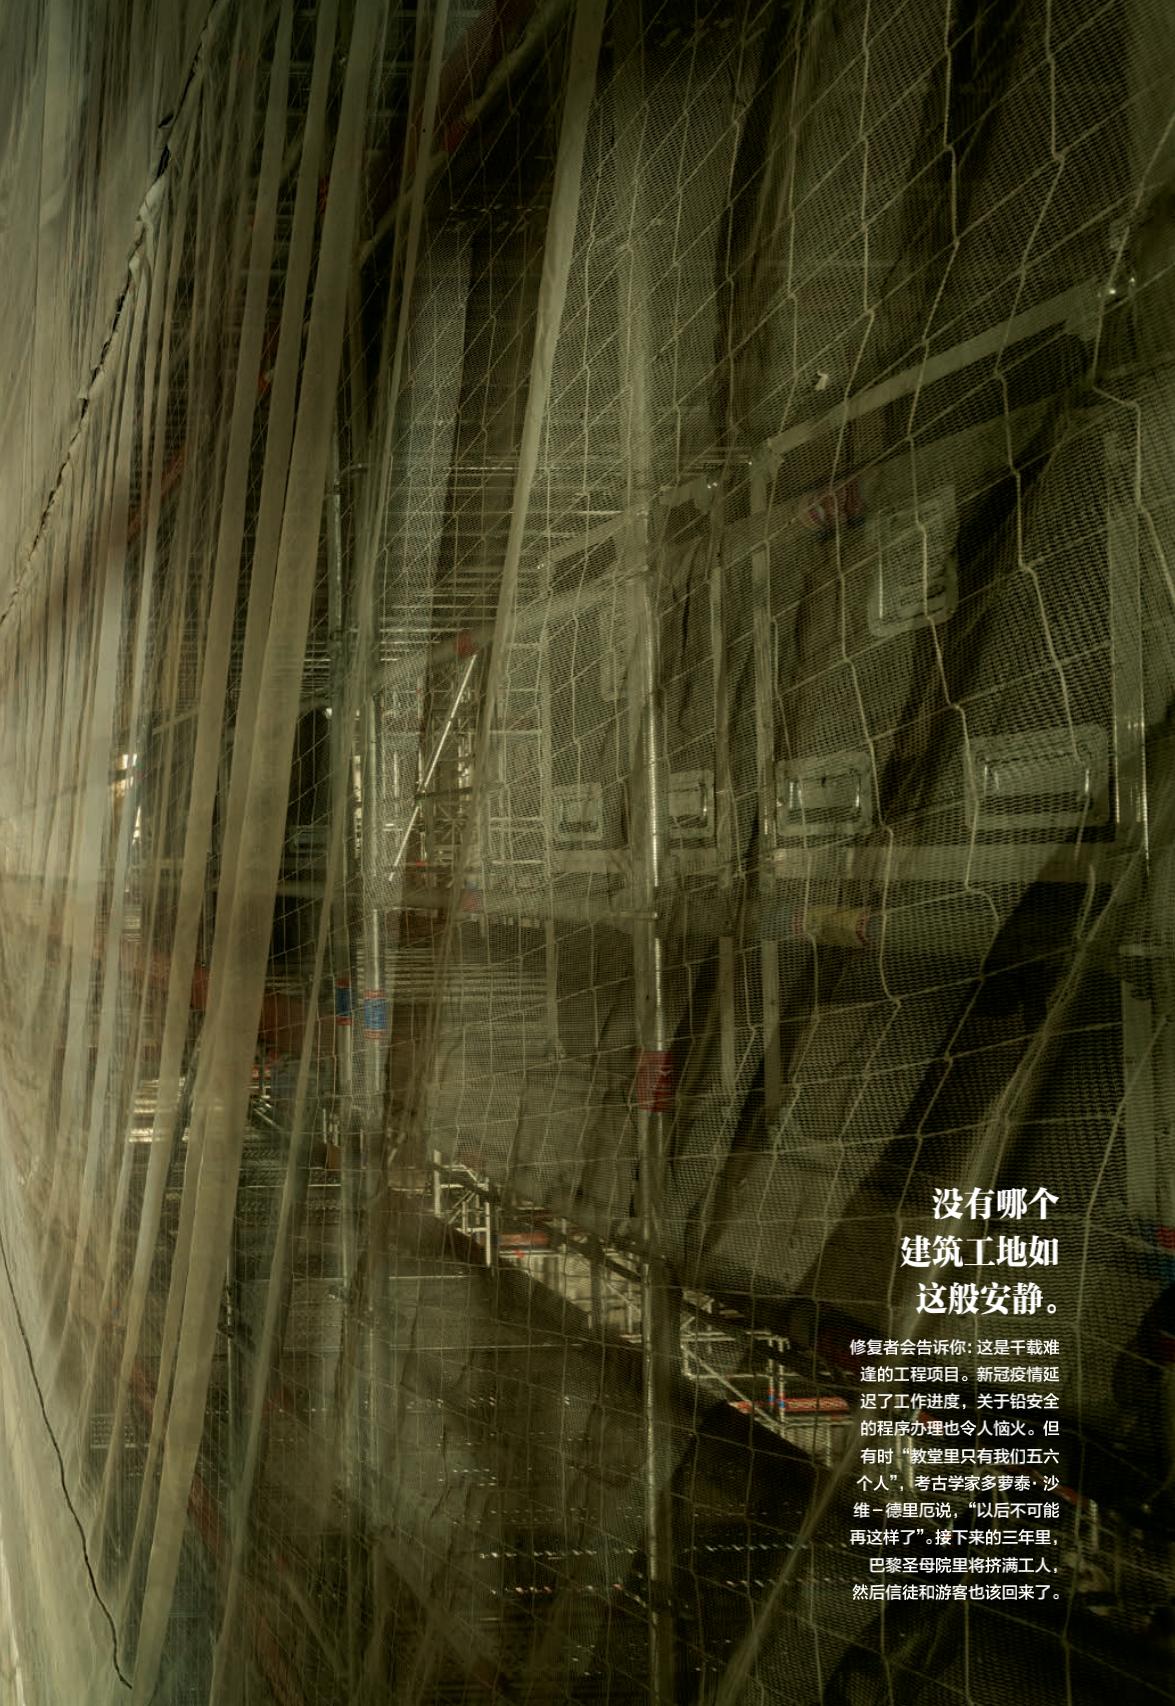 没有哪个
建筑工地如
这般安静。
修复者会告诉你：这是千载难
逢的工程项目。新冠疫情延
迟了工作进度，关于铅安全
的程序办理也令人恼火。但
有时“教堂里只有我们五六
个人”，考古学家多萝泰·沙
维－德里厄说，“以后不可能
再这样了”。接下来的三年里，
巴黎圣母院里将挤满工人，
然后信徒和游客也该回来了。